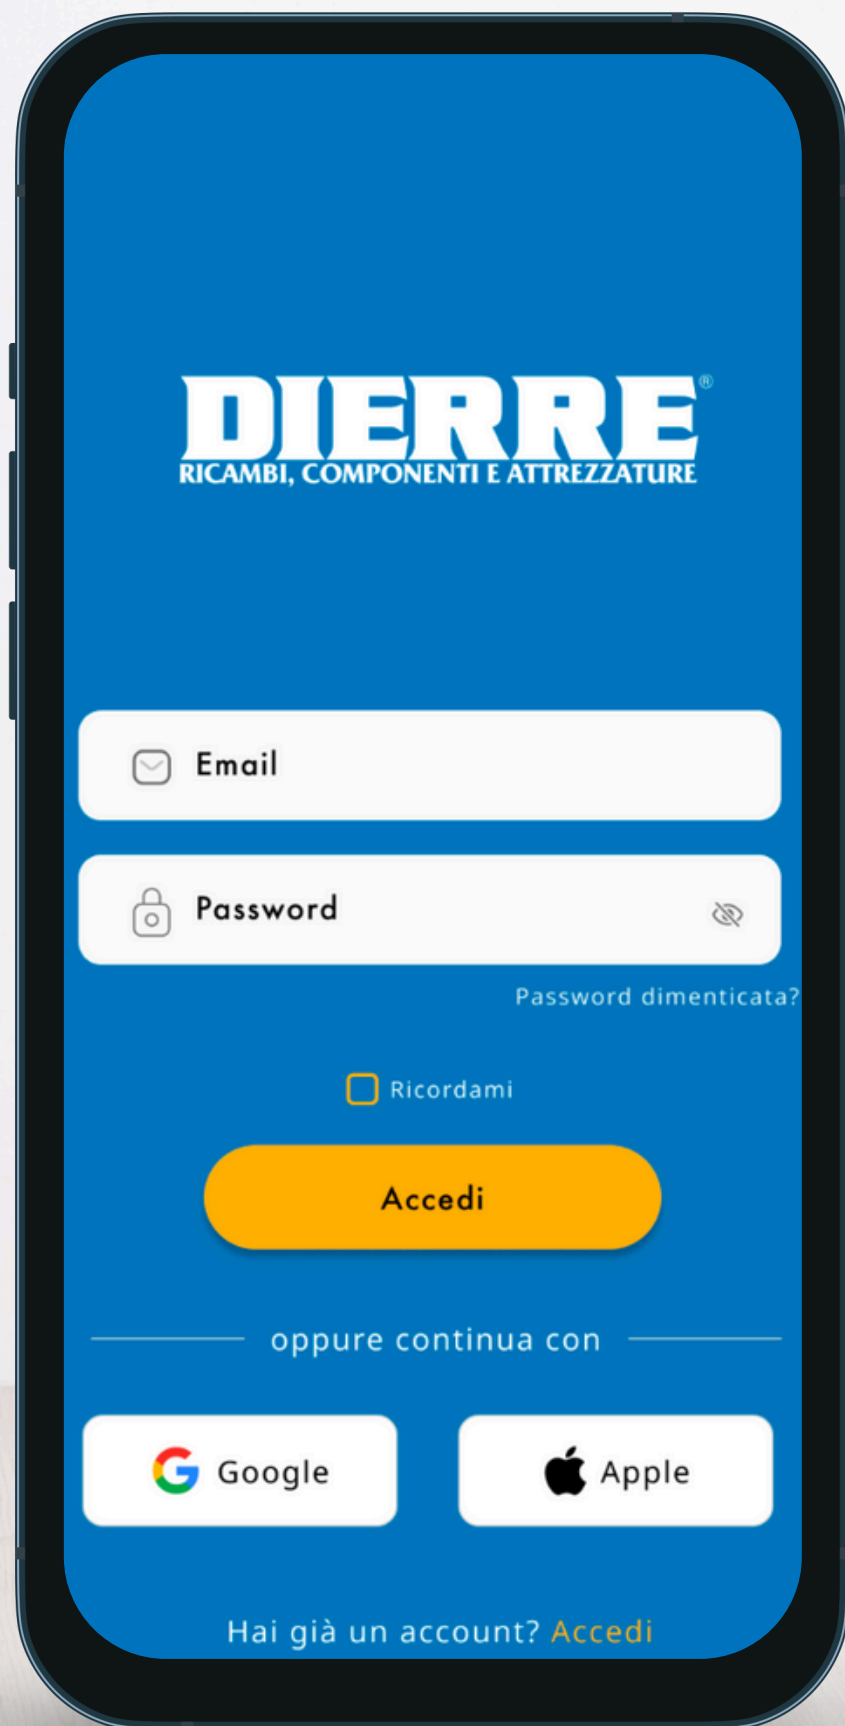 DIERRE®
RICAMBI, COMPONENTI E ATTREZZATURE
Email
Password
Password dimenticata?
Ricordami
Accedi
oppure continua con
Google
Apple
Hai già un account? Accedi